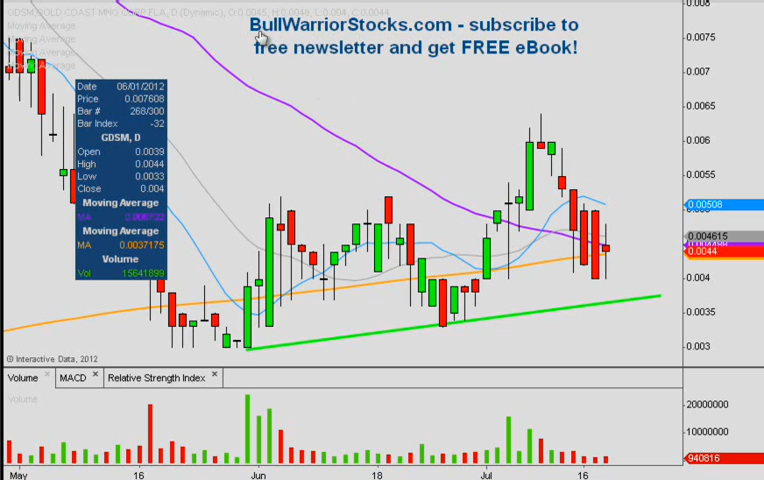 GDSM,GOLD COAST MNG CORP FLA, D (Dynamic), O:0.0045, H:0.0048, L:0.004, C:0.0044
Moving Average
Moving Average
Moving Average
Moving Average
BullWarriorStocks.com - subscribe to
free newsletter and get FREE eBook!
Date 06/01/2012
Price 0.007608
Bar # 268/300
Bar Index -32
GDSM, D
Open 0.0039
High 0.0044
Low 0.0033
Close 0.004
Moving Average
MA
Moving Average
MA 0.0037175
Volume
Vol 15641899
0.0075
0.007
0.0065
0.006
0.0055
0.00508
0.004615
0.0044
0.004
0.0035
0.003
© Interactive Data, 2012
Volume × MACD × Relative Strength Index ×
Volume
20000000
10000000
940816
May 16 Jun 18 Jul 16